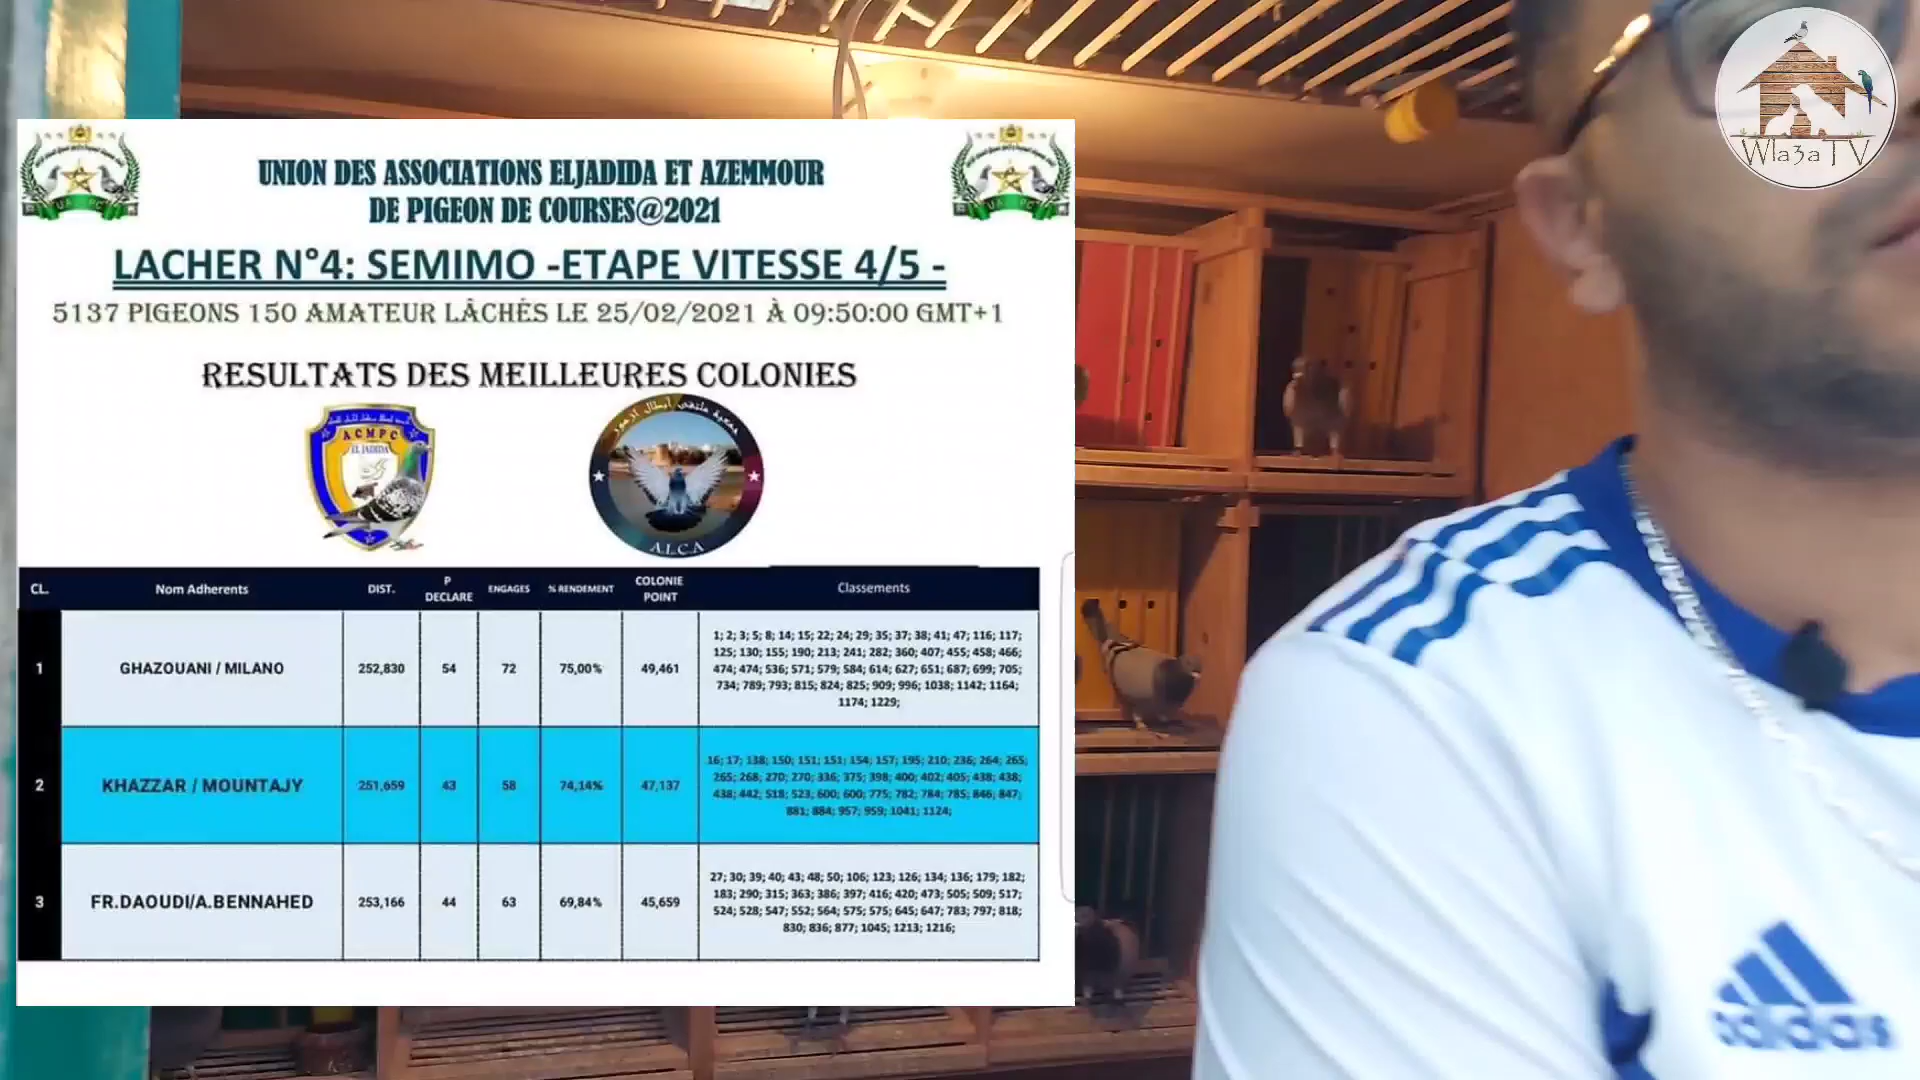 UNION DES ASSOCIATIONS ELJADIDA ET AZEMMOUR
DE PIGEON DE COURSES@2021
LACHER N°4: SEMIMO -ETAPE VITESSE 4/5 -
5137 PIGEONS 150 AMATEUR LÂCHÉS LE 25/02/2021 À 09:50:00 GMT+1
RESULTATS DES MEILLEURES COLONIES
ACMPC
EL JADIDA
A.L.C.A
CL. Nom Adherents DIST. P DECLARE ENGAGES % RENDEMENT COLONIE POINT Classements
1 GHAZOUANI / MILANO 252,830 54 72 75,00% 49,461
1; 2; 3; 5; 8; 14; 15; 22; 24; 29; 35; 37; 38; 41; 47; 116; 117;
125; 130; 155; 190; 213; 241; 282; 360; 407; 455; 458; 466;
474; 474; 536; 571; 579; 584; 614; 627; 651; 687; 699; 705;
734; 789; 793; 815; 824; 825; 909; 996; 1038; 1142; 1164;
1174; 1229;
2 KHAZZAR / MOUNTAJY 251,659 43 58 74,14% 47,137
16; 17; 138; 150; 151; 151; 154; 157; 195; 210; 236; 264; 265;
265; 268; 270; 270; 336; 375; 398; 400; 402; 405; 438; 438;
438; 442; 518; 523; 600; 600; 775; 782; 784; 785; 846; 847;
881; 884; 957; 959; 1041; 1124;
3 FR.DAOUDI/A.BENNAHED 253,166 44 63 69,84% 45,659
27; 30; 39; 40; 43; 48; 50; 106; 123; 126; 134; 136; 179; 182;
183; 290; 315; 363; 386; 397; 416; 420; 473; 505; 509; 517;
524; 528; 547; 552; 564; 575; 575; 645; 647; 783; 797; 818;
830; 836; 877; 1045; 1213; 1216;
Wla3a TV
adidas